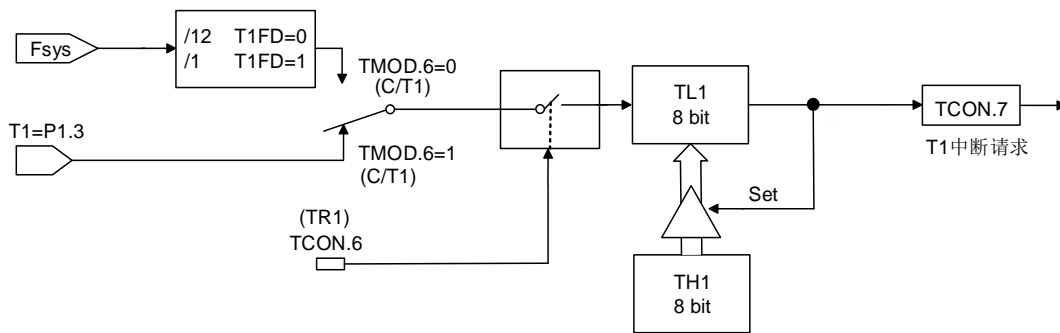 Fsys
/12 T1FD=0
/1 T1FD=1
TMOD.6=0
(C/T1)
T1=P1.3
TMOD.6=1
(C/T1)
(TR1)
TCON.6
TL1
8 bit
TCON.7
T1中断请求
Set
TH1
8 bit